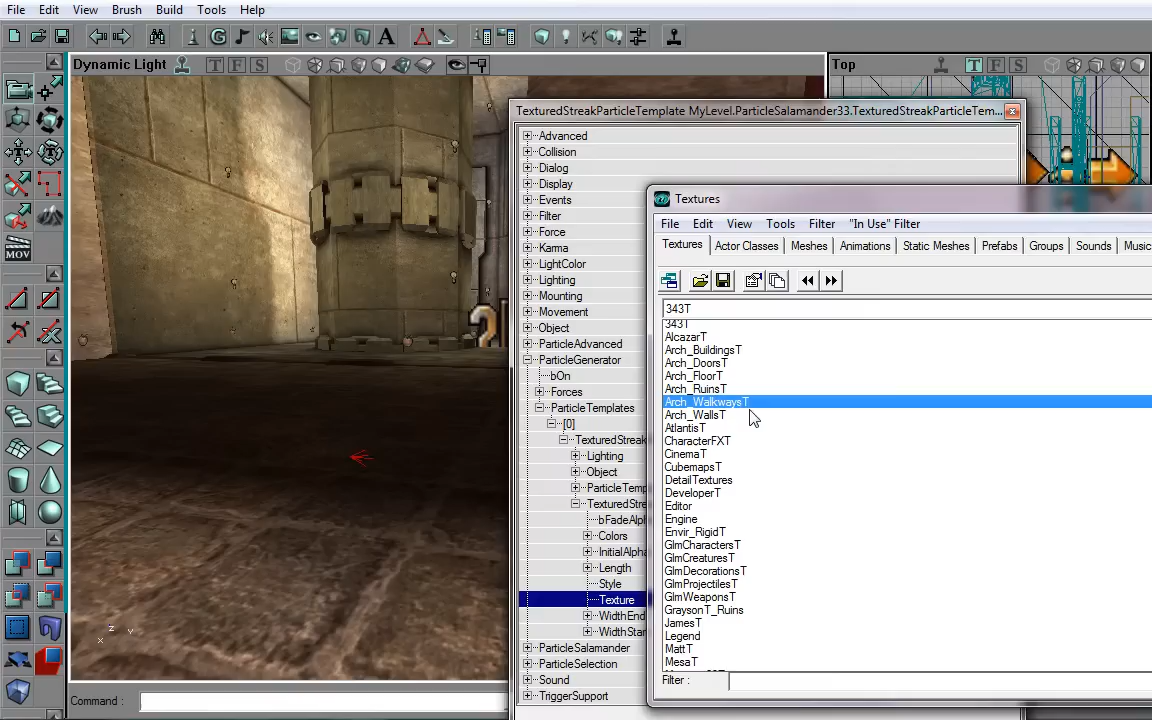 File Edit View Brush Build Tools Help
Dynamic Light
T F S
Top
T F S
TexturedStreakParticleTemplate MyLevel.ParticleSalamander33.TexturedStreakParticleTem...
Advanced
Collision
Dialog
Display
Events
Filter
Force
Karma
LightColor
Lighting
Mounting
Movement
Object
ParticleAdvanced
ParticleGenerator
bOn
Forces
ParticleTemplates
[0]
TexturedStreak
Lighting
Object
ParticleTemp
TexturedStre
bFadeAlph
Colors
InitialAlpha
Length
Style
Texture
WidthEnd
WidthStar
ParticleSalamander
ParticleSelection
Sound
TriggerSupport
Textures
File Edit View Tools Filter "In Use" Filter
Textures Actor Classes Meshes Animations Static Meshes Prefabs Groups Sounds Music
343T
343T
AlcazarT
Arch_BuildingsT
Arch_DoorsT
Arch_FloorT
Arch_RuinsT
Arch_WalkwaysT
Arch_WallsT
AtlantisT
CharacterFXT
CinemaT
CubemapsT
DetailTextures
DeveloperT
Editor
Engine
Envir_RigidT
GlmCharactersT
GlmCreaturesT
GlmDecorationsT
GlmProjectilesT
GlmWeaponsT
GraysonT_Ruins
JamesT
Legend
MattT
MesaT
Filter :
MOV
Z Y X
Command :